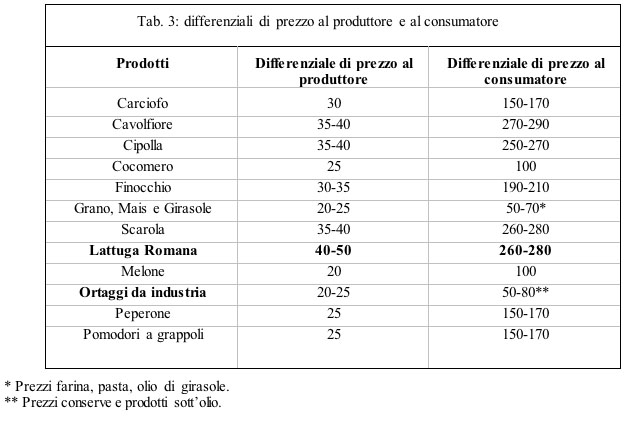 Tab. 3: differenziali di prezzo al produttore e al consumatore
Prodotti Differenziale di prezzo al produttore Differenziale di prezzo al consumatore
Carciofo 30 150-170
Cavolfiore 35-40 270-290
Cipolla 35-40 250-270
Cocomero 25 100
Finocchio 30-35 190-210
Grano, Mais e Girasole 20-25 50-70*
Scarola 35-40 260-280
Lattuga Romana 40-50 260-280
Melone 20 100
Ortaggi da industria 20-25 50-80**
Peperone 25 150-170
Pomodori a grappoli 25 150-170
* Prezzi farina, pasta, olio di girasole.
** Prezzi conserve e prodotti sott’olio.